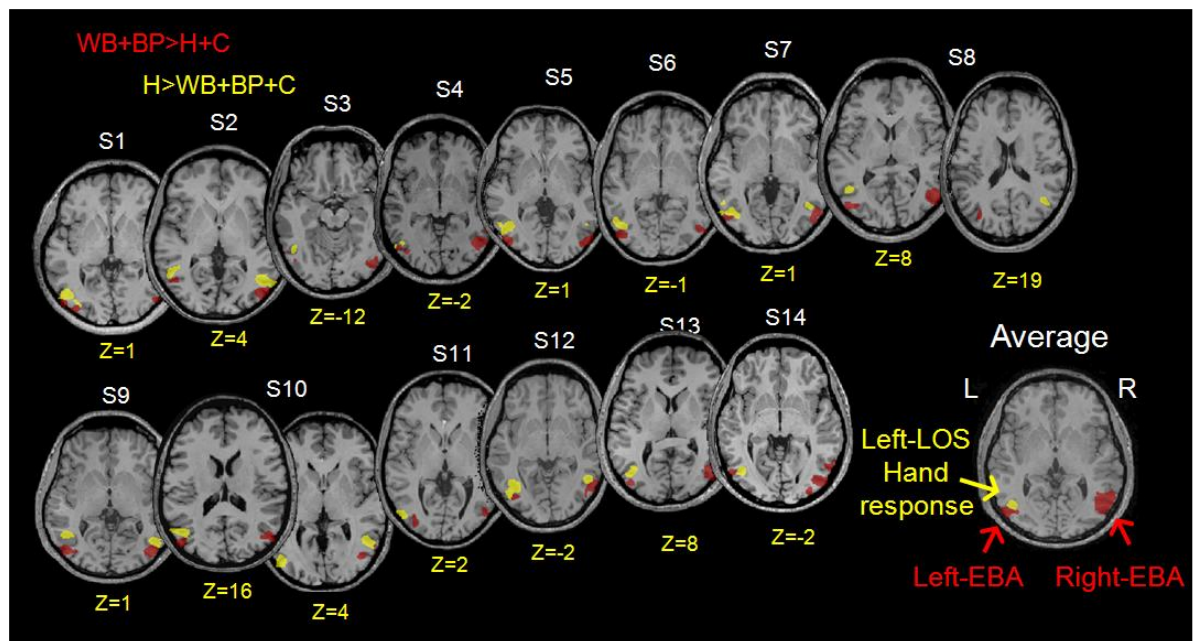 WB+BP>H+C
H>WB+BP+C
S1
S2
S3
S4
S5
S6
S7
S8
Z=1
Z=4
Z=-12
Z=-2
Z=1
Z=-1
Z=1
Z=8
Z=19
S9
S10
S11
S12
S13
S14
Z=1
Z=16
Z=4
Z=2
Z=-2
Z=8
Z=-2
Average
L
R
Left-LOS
Hand
response
Left-EBA
Right-EBA